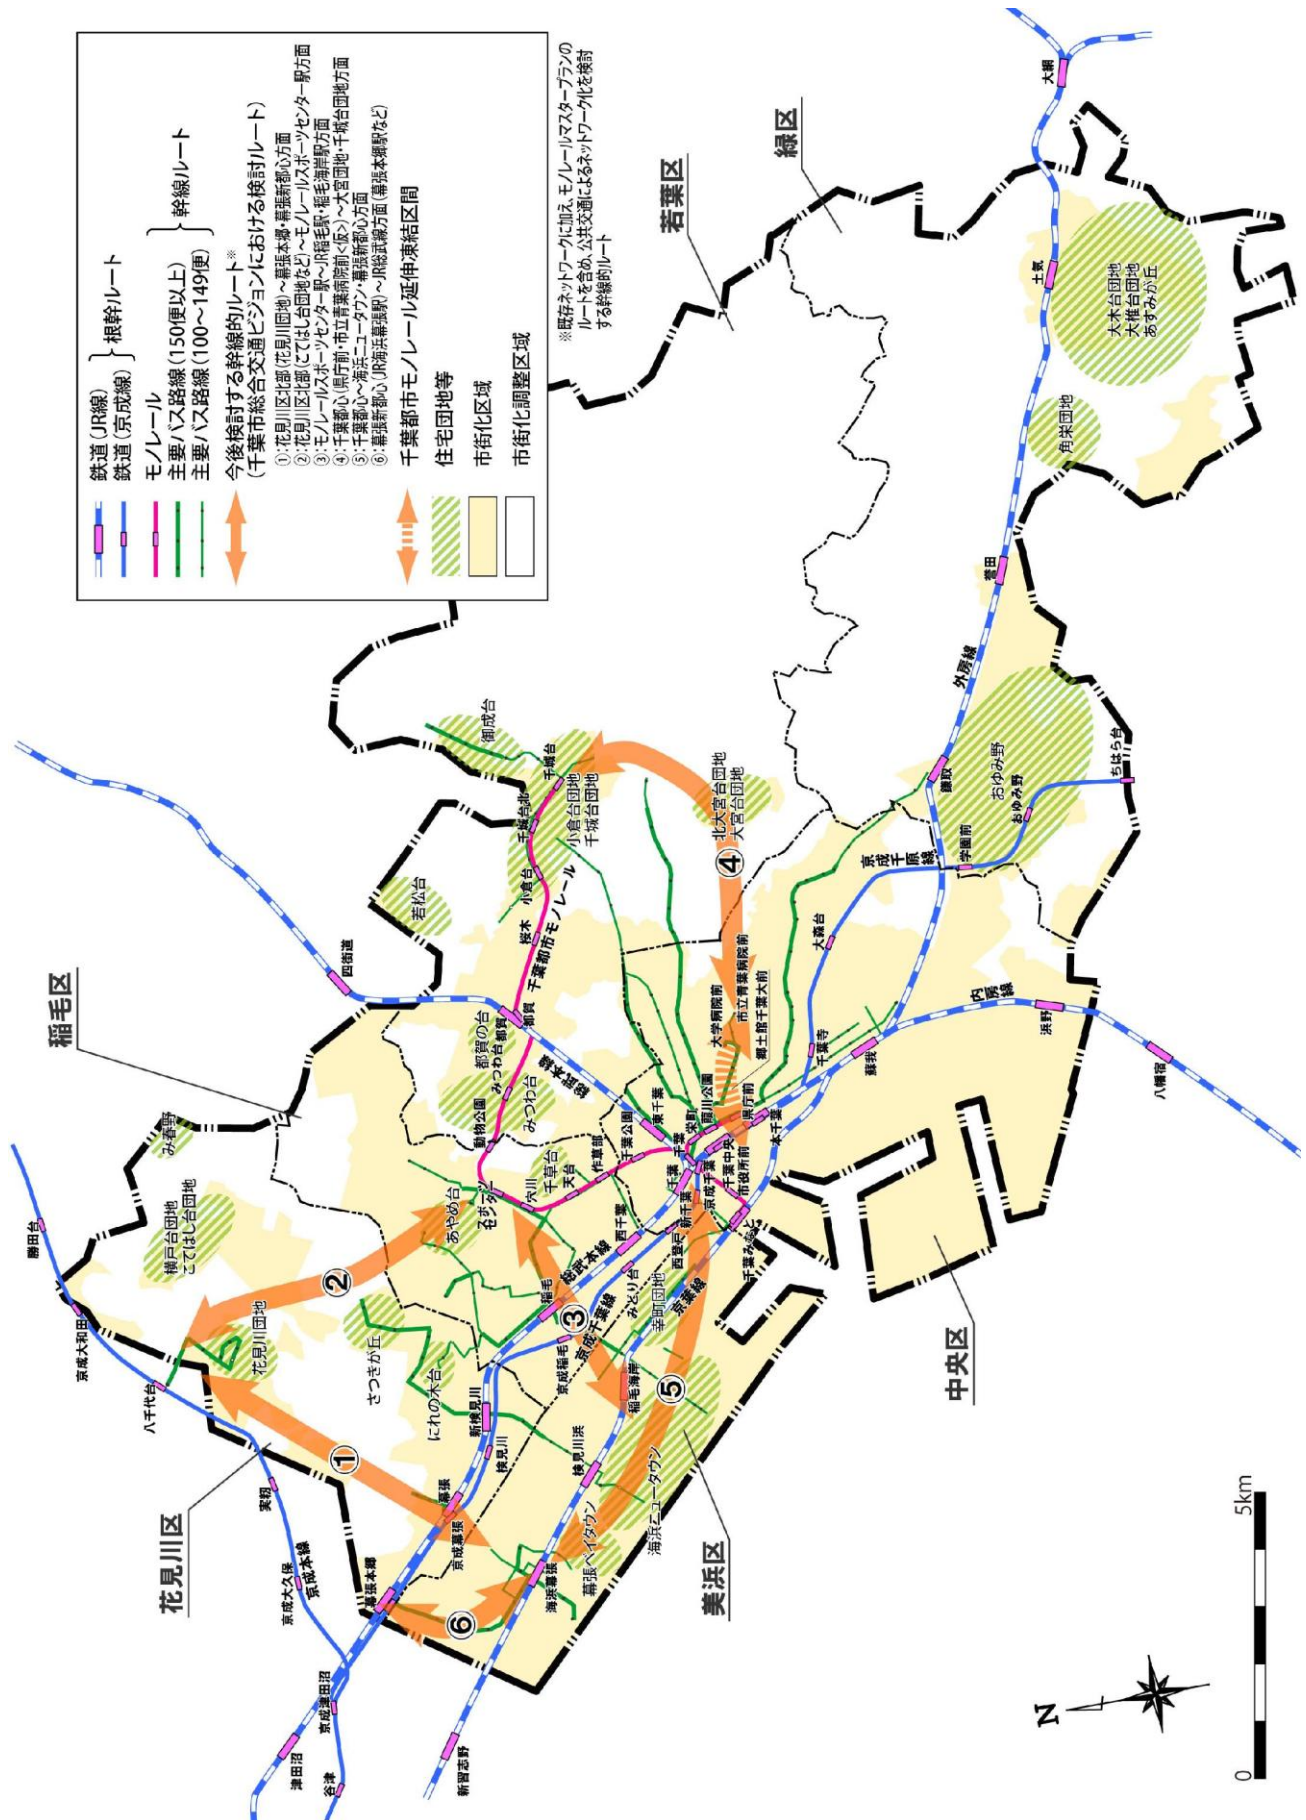 鉄道(JR線)
鉄道(京成線)
根幹ルート
モノレール
主要バス路線(150便以上)
主要バス路線(100～149便)
幹線ルート
今後検討する幹線的ルート※
(千葉市総合交通ビジョンにおける検討ルート)
①:花見川区北部(花見川団地)～幕張本郷・幕張新都心方面
②:花見川区北部(こてはし台団地など)～モノレールスポーツセンター駅方面
③:モノレールスポーツセンター駅～JR稲毛駅・稲毛海岸駅方面
④:千葉都心(県庁前・市立青葉病院前<仮>)～大宮団地・千城台団地方面
⑤:千葉都心～海浜ニュータウン・幕張新都心方面
⑥:幕張新都心(JR海浜幕張駅)～JR総武線方面(幕張本郷駅など)
千葉都市モノレール延伸凍結区間
住宅団地等
市街化区域
市街化調整区域
※既存ネットワークに加え、モノレールマスタープランの
ルートを含め、公共交通によるネットワーク化を検討
する幹線的ルート
稲毛区
若葉区
緑区
花見川区
美浜区
中央区
勝田台
京成大和田
八千代台
実籾
京成大久保
京成本線
京成津田沼
津田沼
谷津
新習志野
幕張本郷
幕張
京成幕張
海浜幕張
幕張ベイタウン
海浜ニュータウン
検見川浜
新検見川
検見川
稲毛海岸
京成稲毛
稲毛
京成千葉線
総武本線
みどり台
西千葉
西登戸
新千葉
京葉線
幸町団地
千葉みなと
千葉
京成千葉
千葉中央
市役所前
千葉
栄町
葭川公園
県庁前
本千葉
東千葉
千葉公園
作草部
天台
千草台
穴川
スポーツ
センター
あやめ台
動物公園
みつわ台
みつわ台
都賀の台
都賀
都賀
総武本線
四街道
若松台
桜木
小倉台
千葉都市モノレール
千城台北
千城台
小倉台団地
千城台団地
御成台
北大宮台団地
大宮台団地
大学病院前
市立青葉病院前
郷土館千葉大前
千葉寺
大森台
京成千原線
学園前
おゆみ野
おゆみ野
ちはら台
蘇我
内房線
浜野
八幡宿
鎌取
外房線
誉田
角栄団地
土気
大木台団地
大椎台団地
あすみが丘
大網
み春野
横戸台団地
こてはし台団地
花見川団地
さつきが丘
にれの木台
①
②
③
④
⑤
⑥
N
0
5km